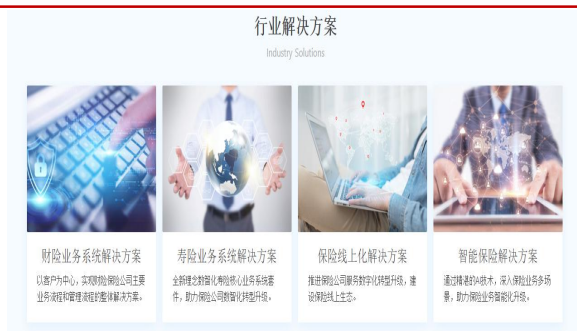 行业解决方案
Industry Solutions
财险业务系统解决方案
以客户为中心，实现财险保险公司主要
业务流程和管理流程的整体解决方案。
寿险业务系统解决方案
全新理念数智化寿险核心业务系统套
件，助力保险公司数智化转型升级。
保险线上化解决方案
推进保险公司服务数字化转型升级，建
设保险线上生态。
智能保险解决方案
通过精湛的AI技术，深入保险业务多场
景，助力保险业务智能化升级。